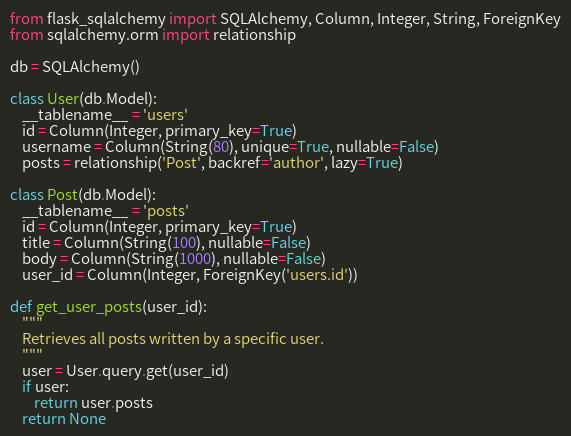 from flask_sqlalchemy import SQLAlchemy, Column, Integer, String, ForeignKey
from sqlalchemy.orm import relationship

db = SQLAlchemy()

class User(db.Model):
    __tablename__ = 'users'
    id = Column(Integer, primary_key=True)
    username = Column(String(80), unique=True, nullable=False)
    posts = relationship('Post', backref='author', lazy=True)

class Post(db.Model):
    __tablename__ = 'posts'
    id = Column(Integer, primary_key=True)
    title = Column(String(100), nullable=False)
    body = Column(String(1000), nullable=False)
    user_id = Column(Integer, ForeignKey('users.id'))

def get_user_posts(user_id):
    """
    Retrieves all posts written by a specific user.
    """
    user = User.query.get(user_id)
    if user:
        return user.posts
    return None